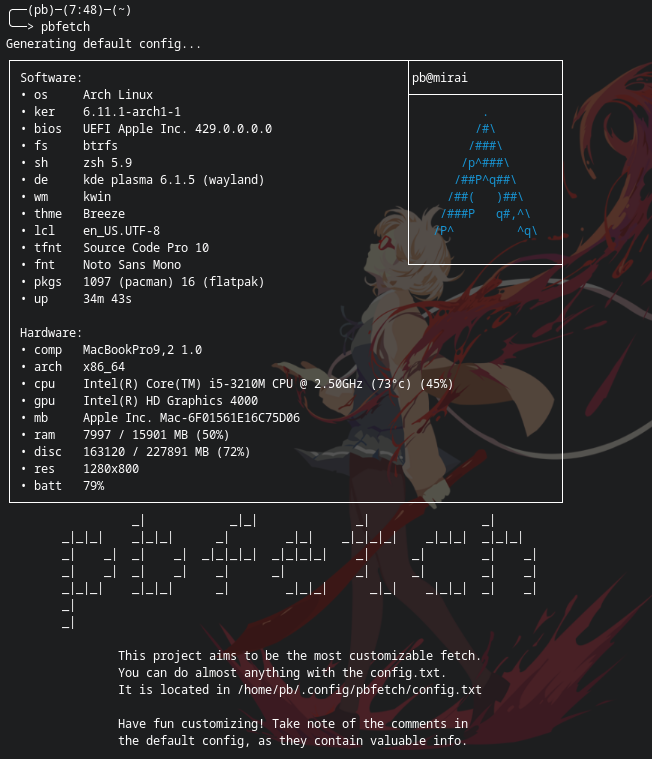 ╭──(pb)─(7:48)─(~)
╰──> pbfetch
Generating default config...
Software:
• os     Arch Linux
• ker    6.11.1-arch1-1
• bios   UEFI Apple Inc. 429.0.0.0.0
• fs     btrfs
• sh     zsh 5.9
• de     kde plasma 6.1.5 (wayland)
• wm     kwin
• thme   Breeze
• lcl    en_US.UTF-8
• tfnt   Source Code Pro 10
• fnt    Noto Sans Mono
• pkgs   1097 (pacman) 16 (flatpak)
• up     34m 43s
pb@mirai
       .
      /#\
     /###\
    /p^###\
   /##P^q##\
  /##(   )##\
 /###P   q#,^\
/P^         ^q\
Hardware:
• comp   MacBookPro9,2 1.0
• arch   x86_64
• cpu    Intel(R) Core(TM) i5-3210M CPU @ 2.50GHz (73°c) (45%)
• gpu    Intel(R) HD Graphics 4000
• mb     Apple Inc. Mac-6F01561E16C75D06
• ram    7997 / 15901 MB (50%)
• disc   163120 / 227891 MB (72%)
• res    1280x800
• batt   79%
pbfetch
This project aims to be the most customizable fetch.
You can do almost anything with the config.txt.
It is located in /home/pb/.config/pbfetch/config.txt
Have fun customizing! Take note of the comments in
the default config, as they contain valuable info.